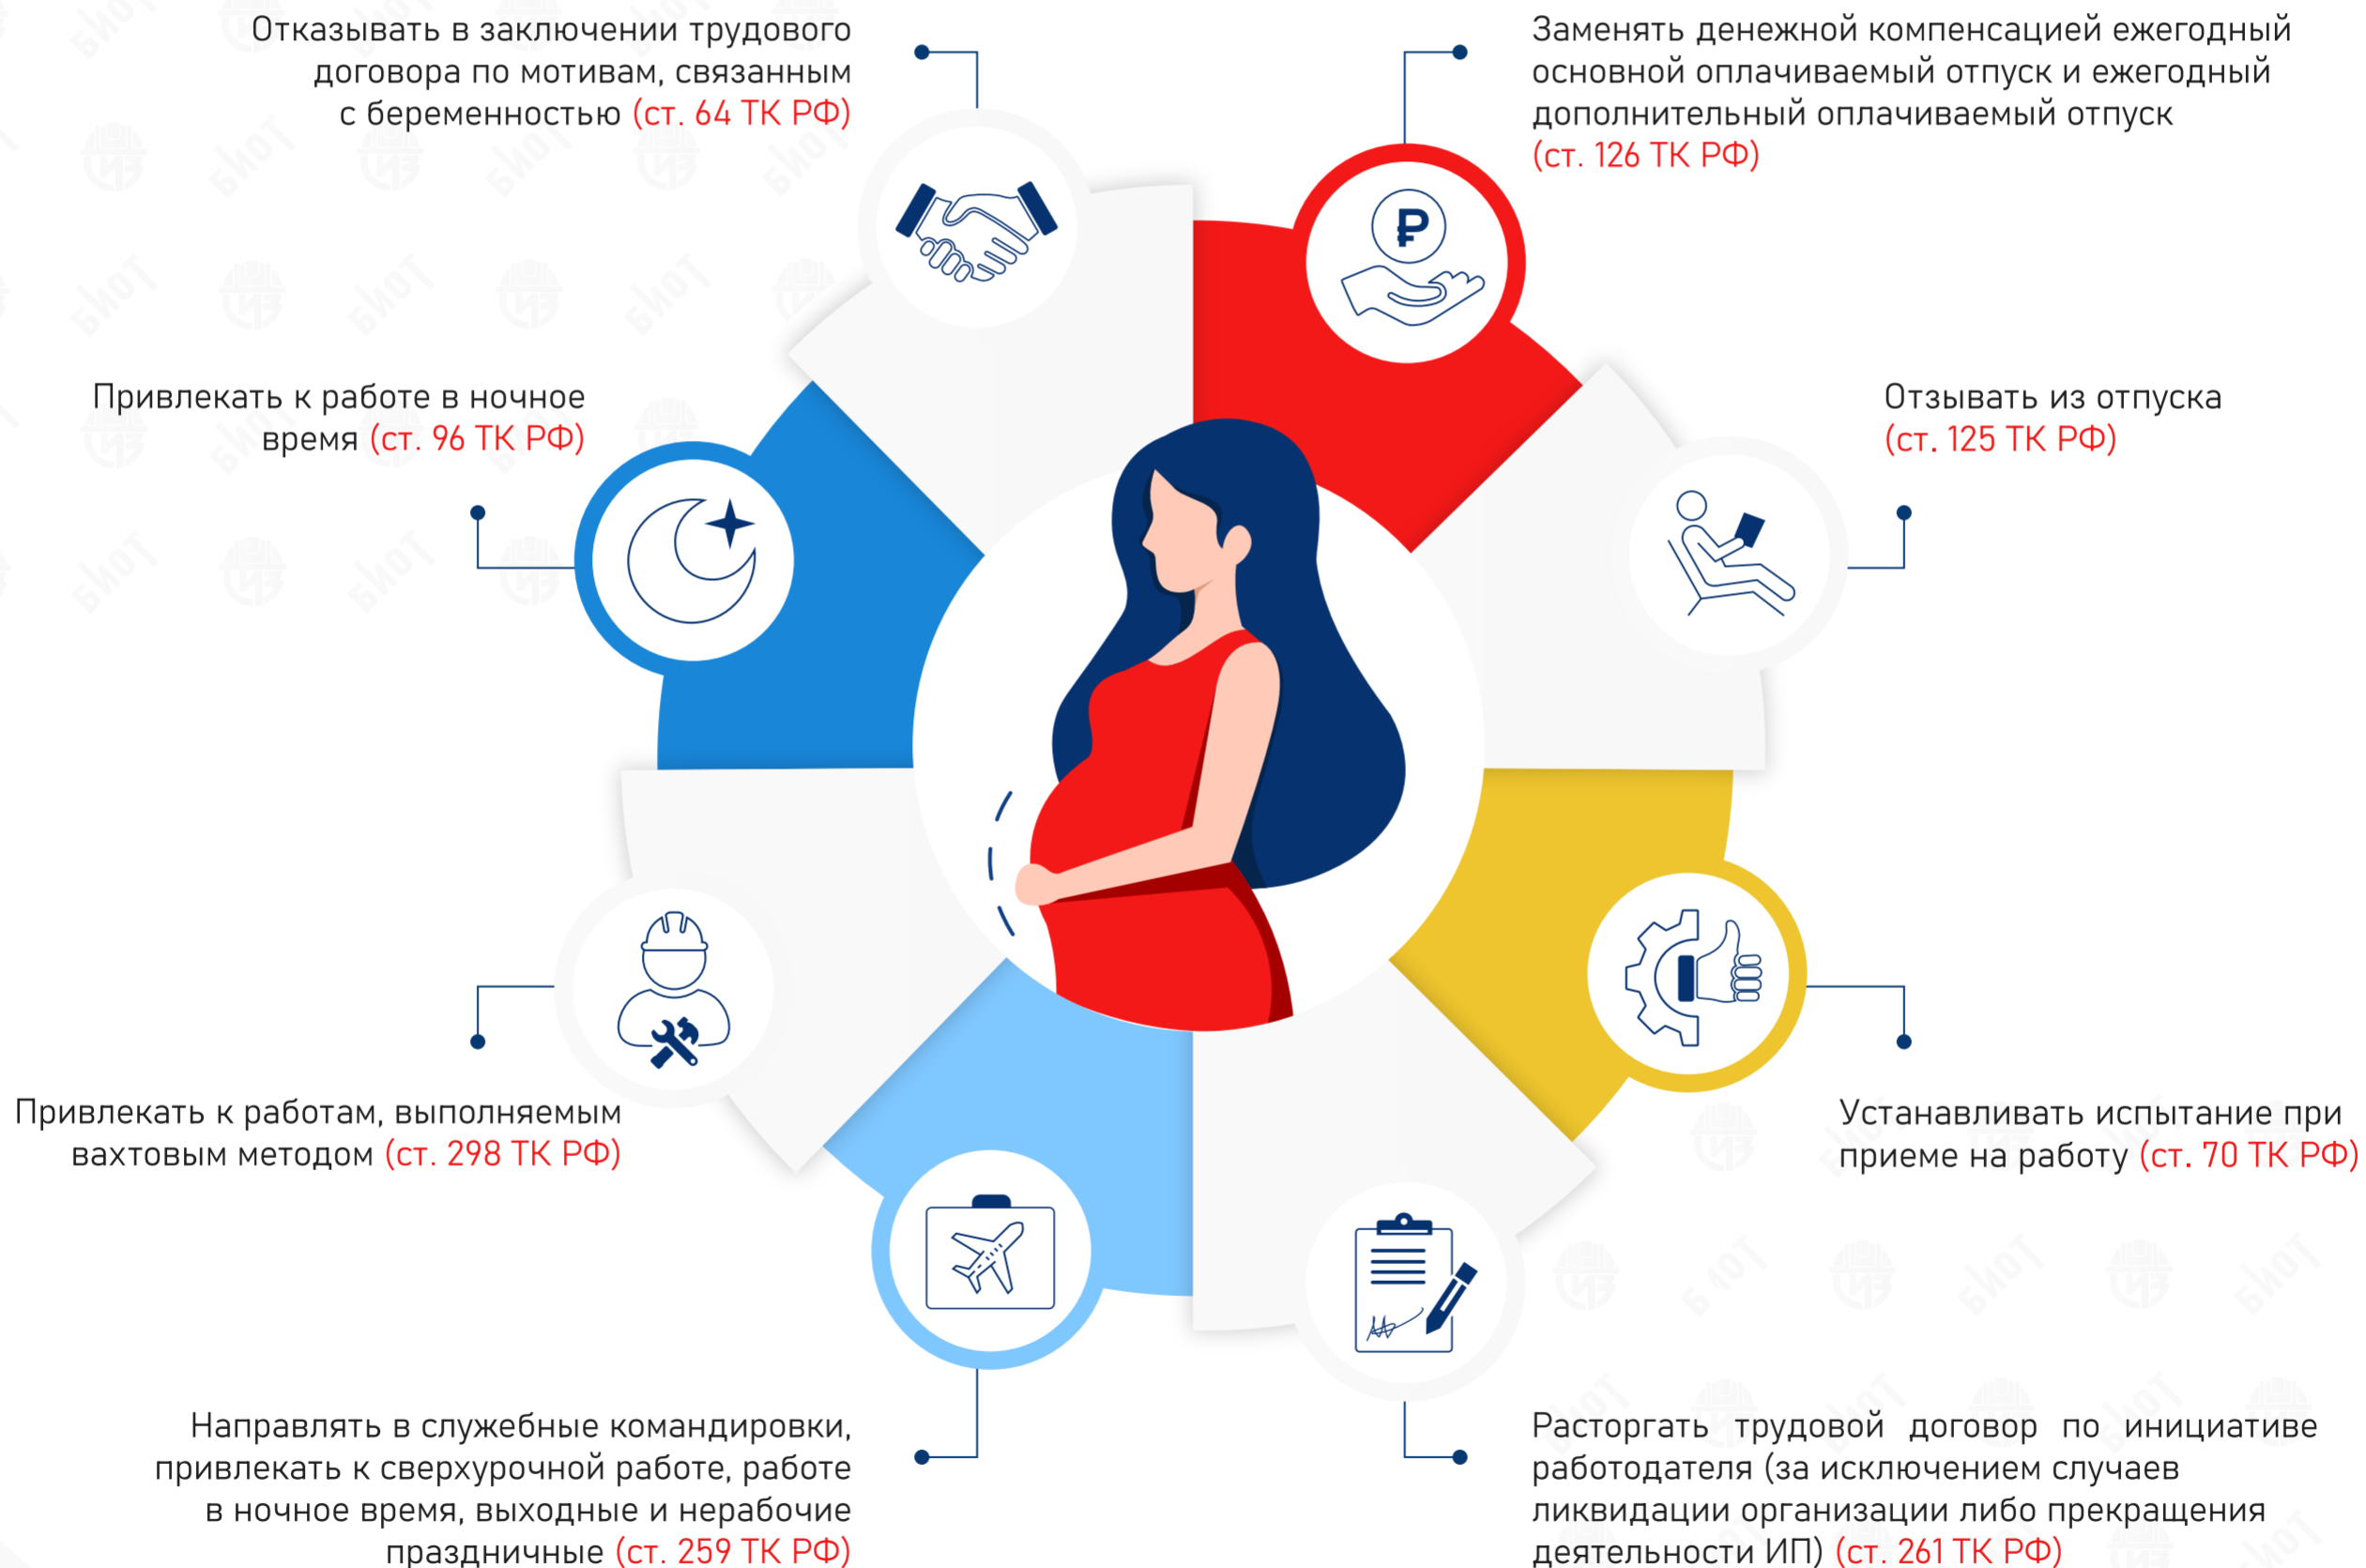 Отказывать в заключении трудового
договора по мотивам, связанным
с беременностью (ст. 64 ТК РФ)
Заменять денежной компенсацией ежегодный
основной оплачиваемый отпуск и ежегодный
дополнительный оплачиваемый отпуск
(ст. 126 ТК РФ)
Привлекать к работе в ночное
время (ст. 96 ТК РФ)
Отзывать из отпуска
(ст. 125 ТК РФ)
Привлекать к работам, выполняемым
вахтовым методом (ст. 298 ТК РФ)
Устанавливать испытание при
приеме на работу (ст. 70 ТК РФ)
Направлять в служебные командировки,
привлекать к сверхурочной работе, работе
в ночное время, выходные и нерабочие
праздничные (ст. 259 ТК РФ)
Расторгать трудовой договор по инициативе
работодателя (за исключением случаев
ликвидации организации либо прекращения
деятельности ИП) (ст. 261 ТК РФ)